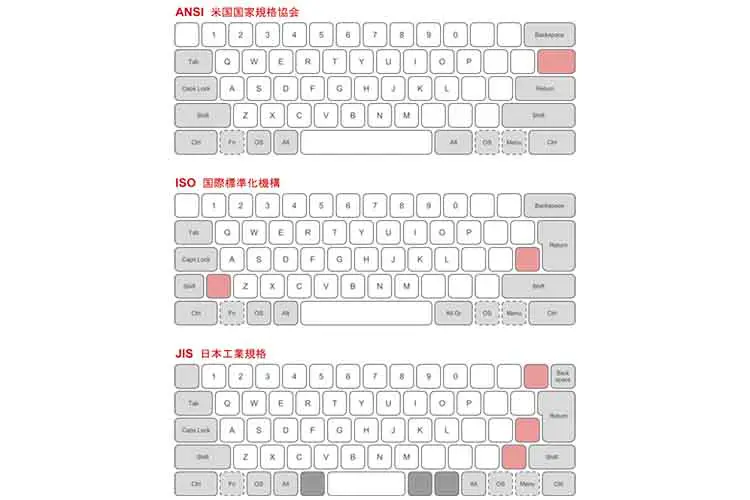 ANSI 米国国家規格協会
1 2 3 4 5 6 7 8 9 0 Backspace
Tab Q W E R T Y U I O P
Caps Lock A S D F G H J K L Return
Shift Z X C V B N M Shift
Ctrl Fn OS Alt Alt OS Menu Ctrl
ISO 国際標準化機構
1 2 3 4 5 6 7 8 9 0 Backspace
Tab Q W E R T Y U I O P Return
Caps Lock A S D F G H J K L
Shift Z X C V B N M Shift
Ctrl Fn OS Alt Alt Gr OS Menu Ctrl
JIS 日本工業規格
1 2 3 4 5 6 7 8 9 0 Back space
Tab Q W E R T Y U I O P Return
Caps Lock A S D F G H J K L
Shift Z X C V B N M Shift
Ctrl Fn OS Alt Alt OS Menu Ctrl